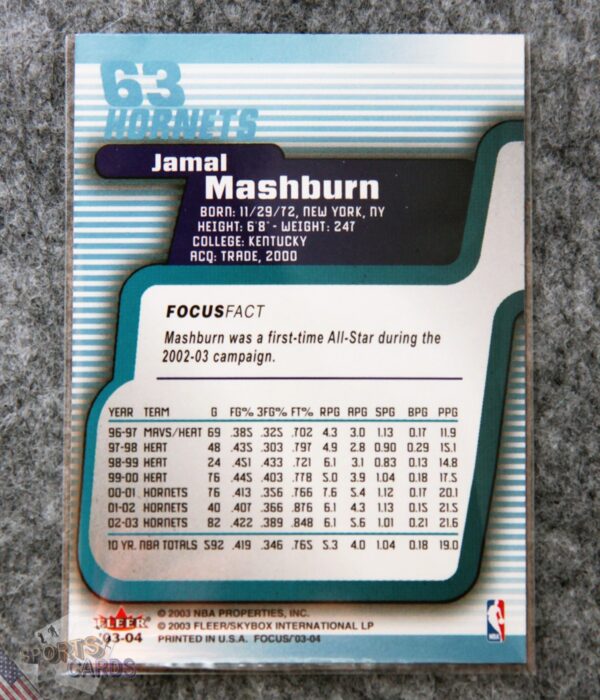 63
HORNETS
Jamal
Mashburn
BORN: 11/29/72, NEW YORK, NY
HEIGHT: 6'8" - WEIGHT: 247
COLLEGE: KENTUCKY
ACQ: TRADE, 2000
FOCUSFACT
Mashburn was a first-time All-Star during the
2002-03 campaign.
YEAR TEAM G FG% 3FG% FT% RPG APG SPG BPG PPG
96-97 MAVS/HEAT 69 .385 .325 .702 4.3 3.0 1.13 0.17 11.9
97-98 HEAT 48 .435 .303 .797 4.9 2.8 0.90 0.29 15.1
98-99 HEAT 24 .451 .433 .721 6.1 3.1 0.83 0.13 14.8
99-00 HEAT 76 .445 .403 .778 5.0 3.9 1.04 0.18 17.5
00-01 HORNETS 76 .413 .356 .766 7.6 5.4 1.12 0.17 20.1
01-02 HORNETS 40 .407 .366 .876 6.1 4.3 1.13 0.15 21.5
02-03 HORNETS 82 .422 .389 .848 6.1 5.6 1.01 0.21 21.6
10 YR. NBA TOTALS 592 .419 .346 .765 5.3 4.0 1.04 0.18 19.0
FLEER
'03-04
© 2003 NBA PROPERTIES, INC.
© 2003 FLEER/SKYBOX INTERNATIONAL LP
PRINTED IN U.S.A. FOCUS/'03-04
NBA
SPORTS
CARDS